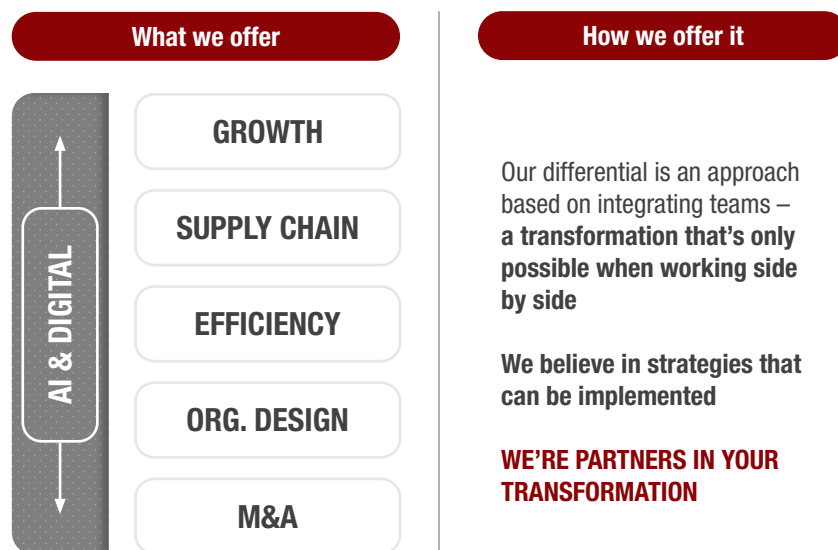 What we offer
AI & DIGITAL
GROWTH
SUPPLY CHAIN
EFFICIENCY
ORG. DESIGN
M&A
How we offer it
Our differential is an approach
based on integrating teams –
a transformation that's only
possible when working side
by side
We believe in strategies that
can be implemented
WE’RE PARTNERS IN YOUR
TRANSFORMATION